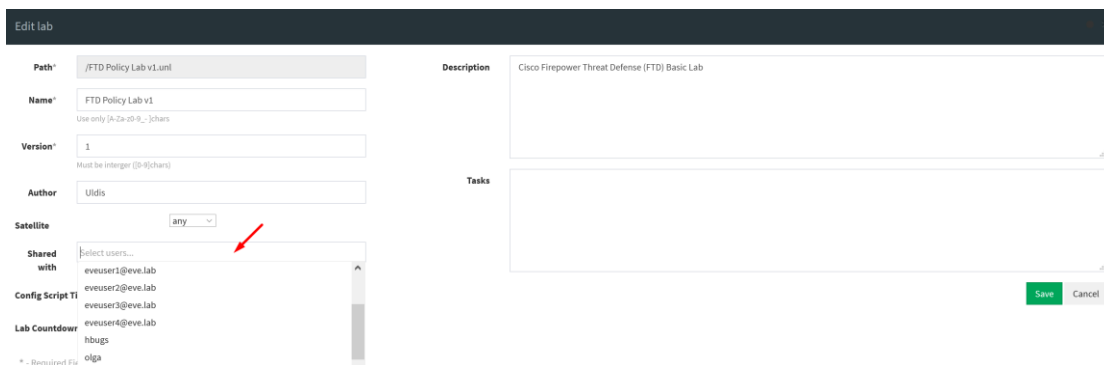 Edit lab
Path*
/FTD Policy Lab v1.unl
Name*
FTD Policy Lab v1
Use only [A-Za-z0-9_- ]chars
Version*
1
Must be interger ([0-9]chars)
Author
Uldis
Satellite
any
Shared
with
Select users...
eveuser1@eve.lab
eveuser2@eve.lab
eveuser3@eve.lab
eveuser4@eve.lab
hbugs
olga
Config Script Ti
Lab Countdown
* - Required Fie
Description
Cisco Firepower Threat Defense (FTD) Basic Lab
Tasks
Save
Cancel